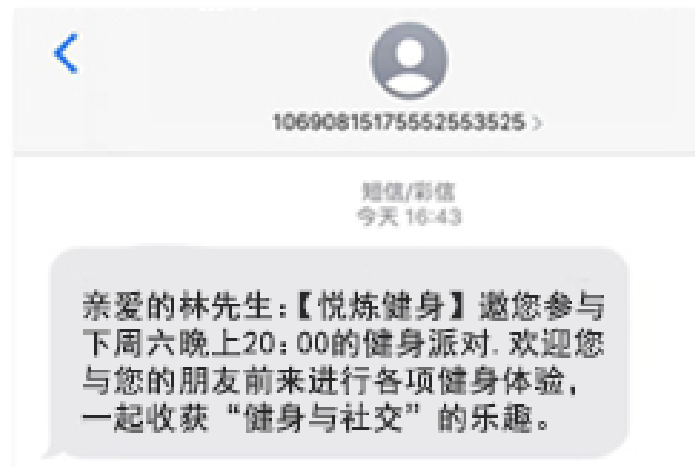 106908151755552553525
短信/彩信
今天 16:43
亲爱的林先生：【悦炼健身】邀您参与
下周六晚上20：00的健身派对. 欢迎您
与您的朋友前来进行各项健身体验，
一起收获“健身与社交”的乐趣。